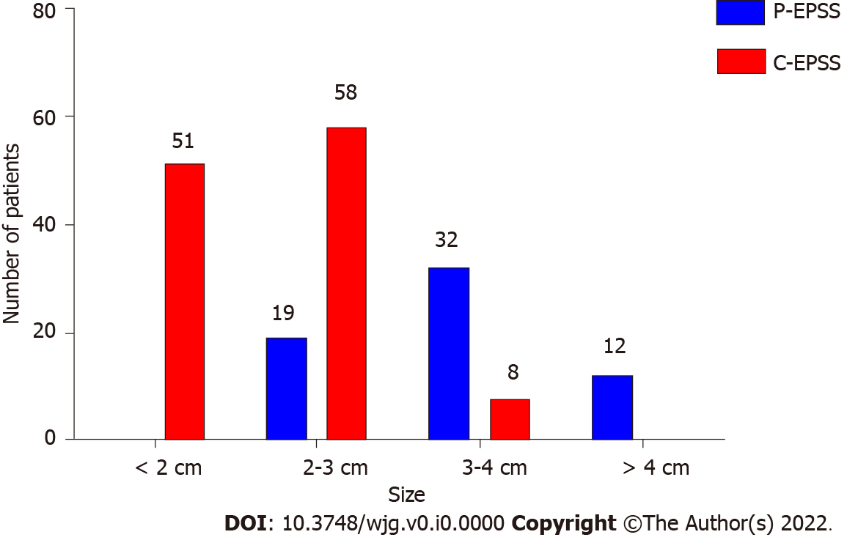 80
P-EPSS
C-EPSS
60
58
51
40
32
20
19
12
8
0
Number of patients
< 2 cm
2-3 cm
3-4 cm
> 4 cm
Size
DOI: 10.3748/wjg.v0.i0.0000 Copyright ©The Author(s) 2022.